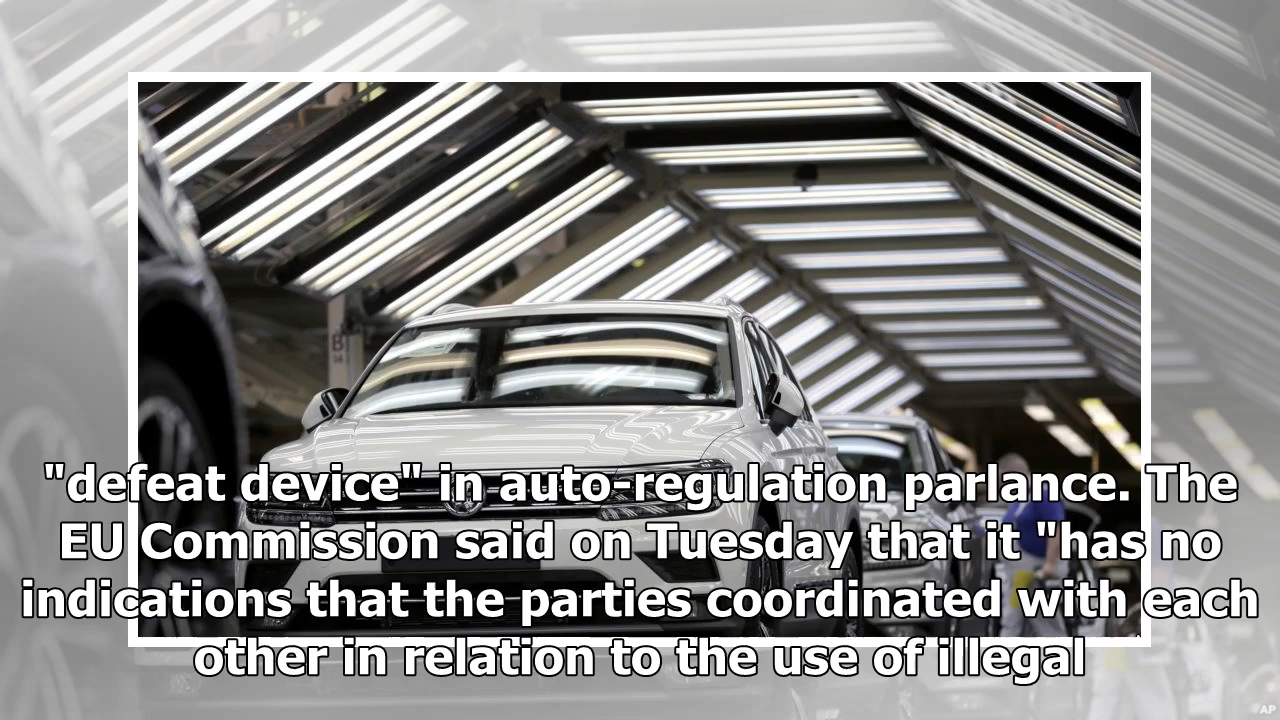 B
"defeat device" in auto-regulation parlance. The
EU Commission said on Tuesday that it "has no
indications that the parties coordinated with each
other in relation to the use of illegal
AP